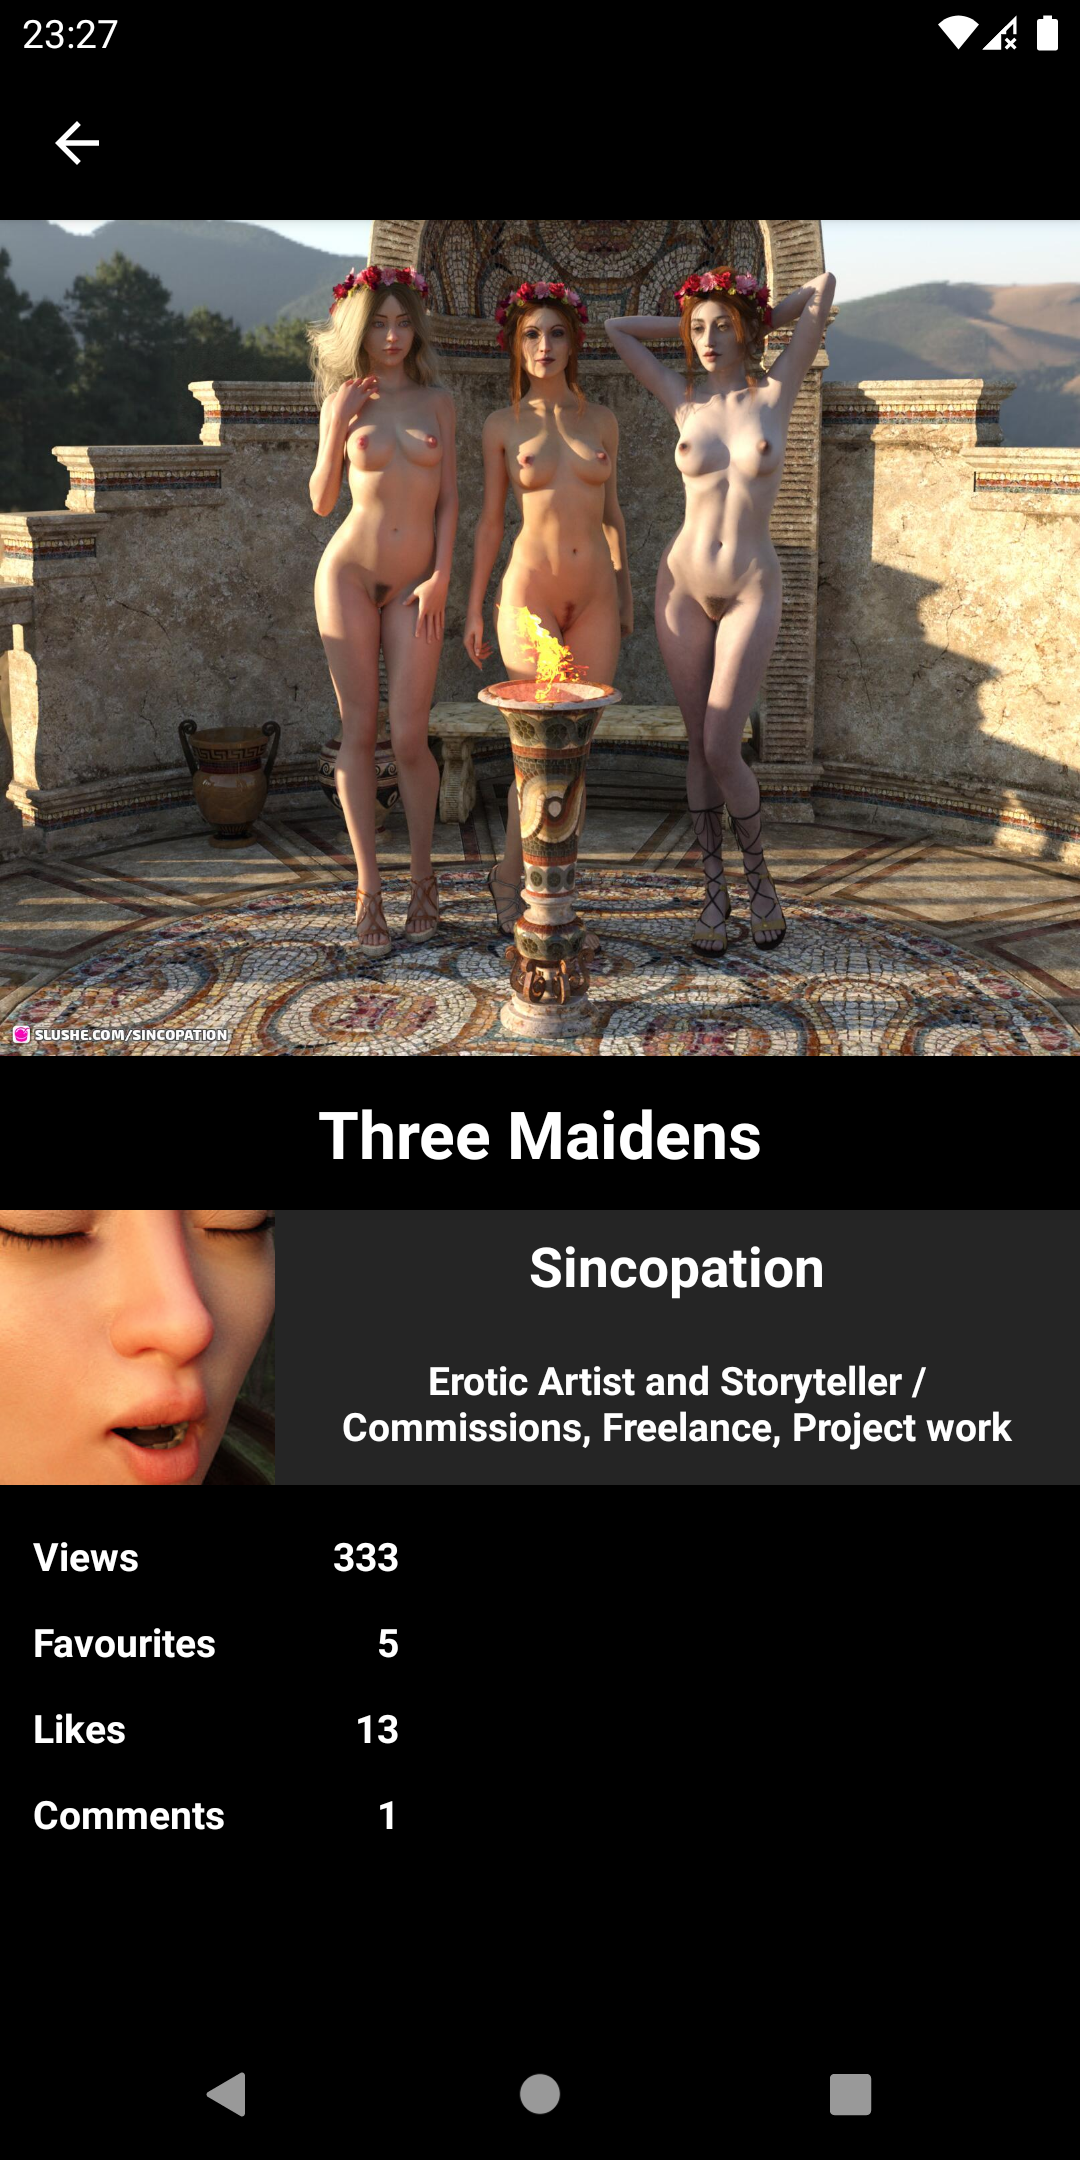 23:27
SLUSHE.COM/SINCOPATION
Three Maidens
Sincopation
Erotic Artist and Storyteller /
Commissions, Freelance, Project work
Views 333
Favourites 5
Likes 13
Comments 1